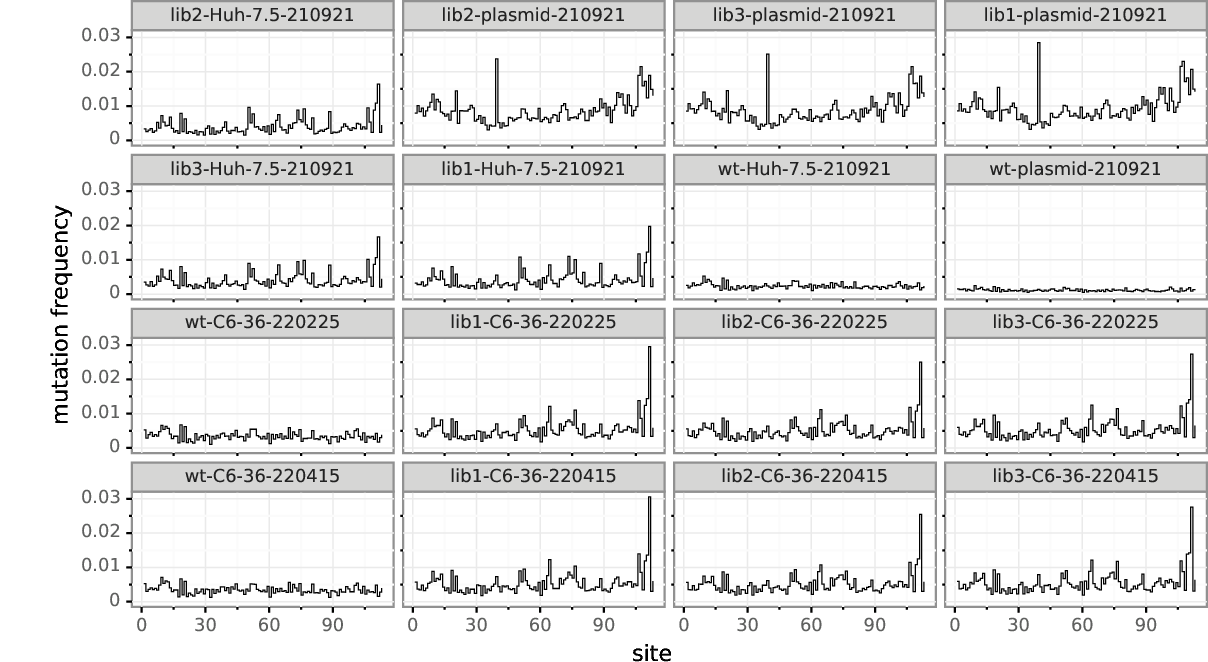 lib2-Huh-7.5-210921 lib2-plasmid-210921 lib3-plasmid-210921 lib1-plasmid-210921
0.03
0.02
0.01
0
lib3-Huh-7.5-210921 lib1-Huh-7.5-210921 wt-Huh-7.5-210921 wt-plasmid-210921
0.03
0.02
0.01
0
mutation frequency
wt-C6-36-220225 lib1-C6-36-220225 lib2-C6-36-220225 lib3-C6-36-220225
0.03
0.02
0.01
0
wt-C6-36-220415 lib1-C6-36-220415 lib2-C6-36-220415 lib3-C6-36-220415
0.03
0.02
0.01
0
0 30 60 90 0 30 60 90 0 30 60 90 0 30 60 90
site